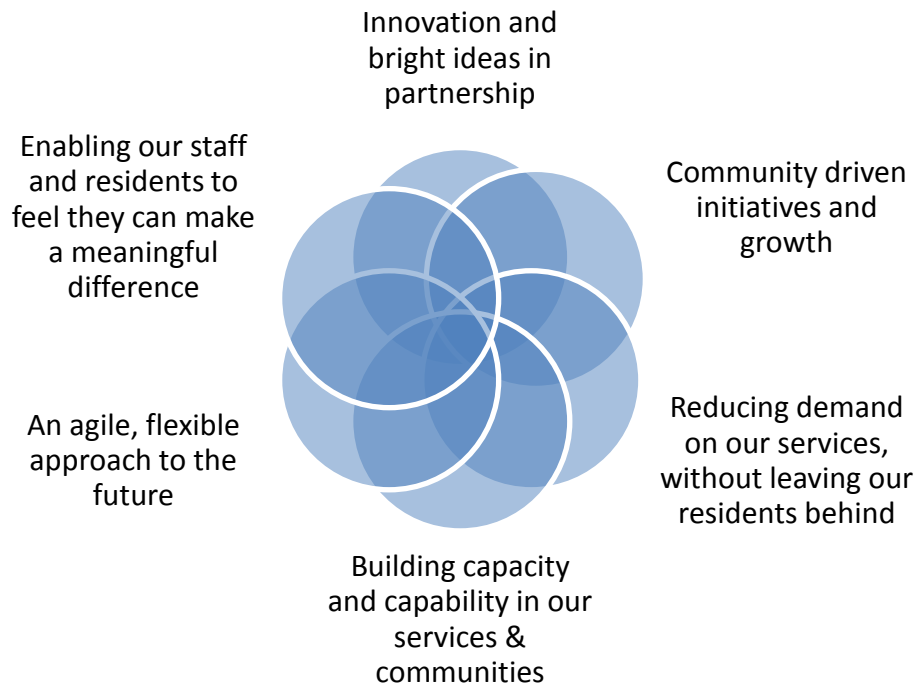 Innovation and
bright ideas in
partnership
Community driven
initiatives and
growth
Reducing demand
on our services,
without leaving our
residents behind
Building capacity
and capability in our
services &
communities
An agile, flexible
approach to the
future
Enabling our staff
and residents to
feel they can make
a meaningful
difference